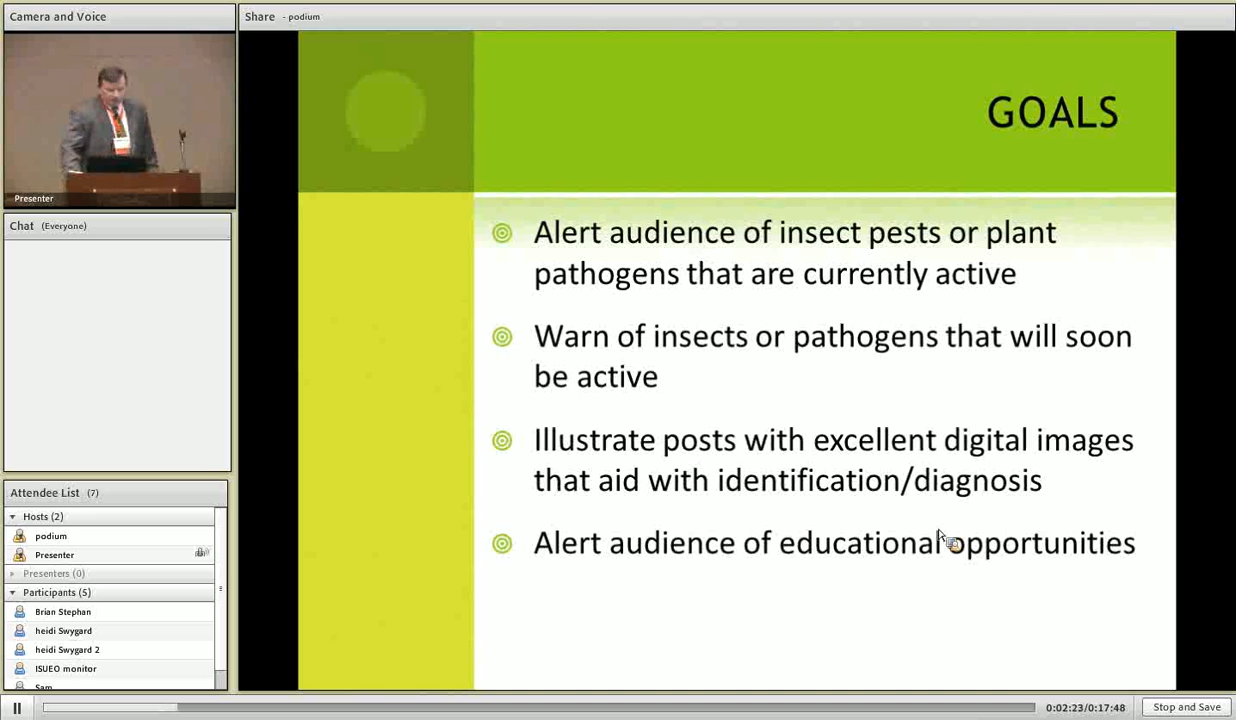 Camera and Voice
Presenter
Chat (Everyone)
Attendee List (7)
Hosts (2)
podium
Presenter
Presenters (0)
Participants (5)
Brian Stephan
heidi Swygard
heidi Swygard 2
ISUEO monitor
Sam
Share - podium
GOALS
Alert audience of insect pests or plant
pathogens that are currently active
Warn of insects or pathogens that will soon
be active
Illustrate posts with excellent digital images
that aid with identification/diagnosis
Alert audience of educational opportunities
0:02:23/0:17:48
Stop and Save